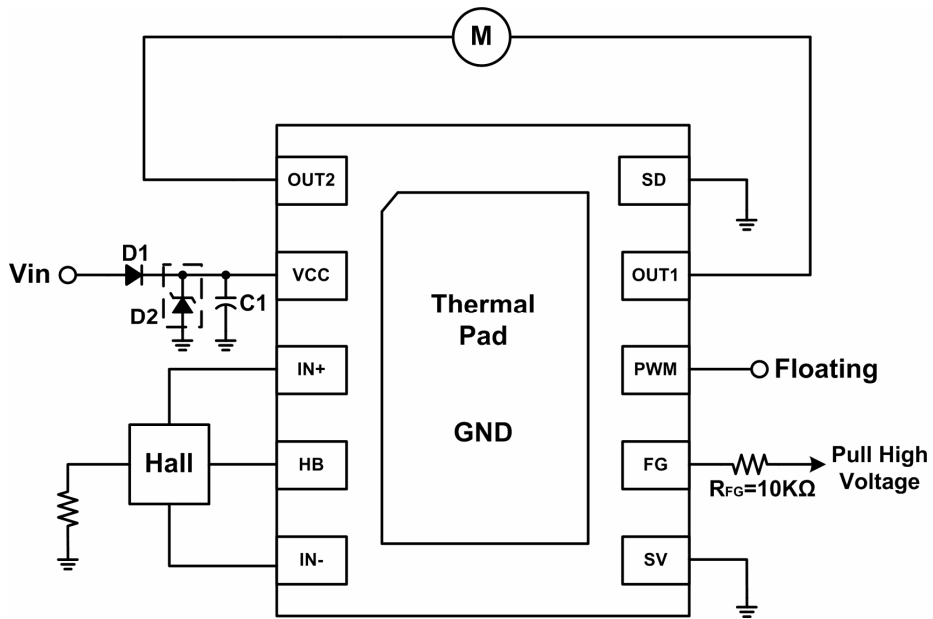 M
OUT2
SD
D1
Vin
VCC
OUT1
D2
C1
Thermal
Pad
IN+
PWM
Floating
GND
Hall
HB
FG
Pull High
Voltage
RFG=10KΩ
IN-
SV